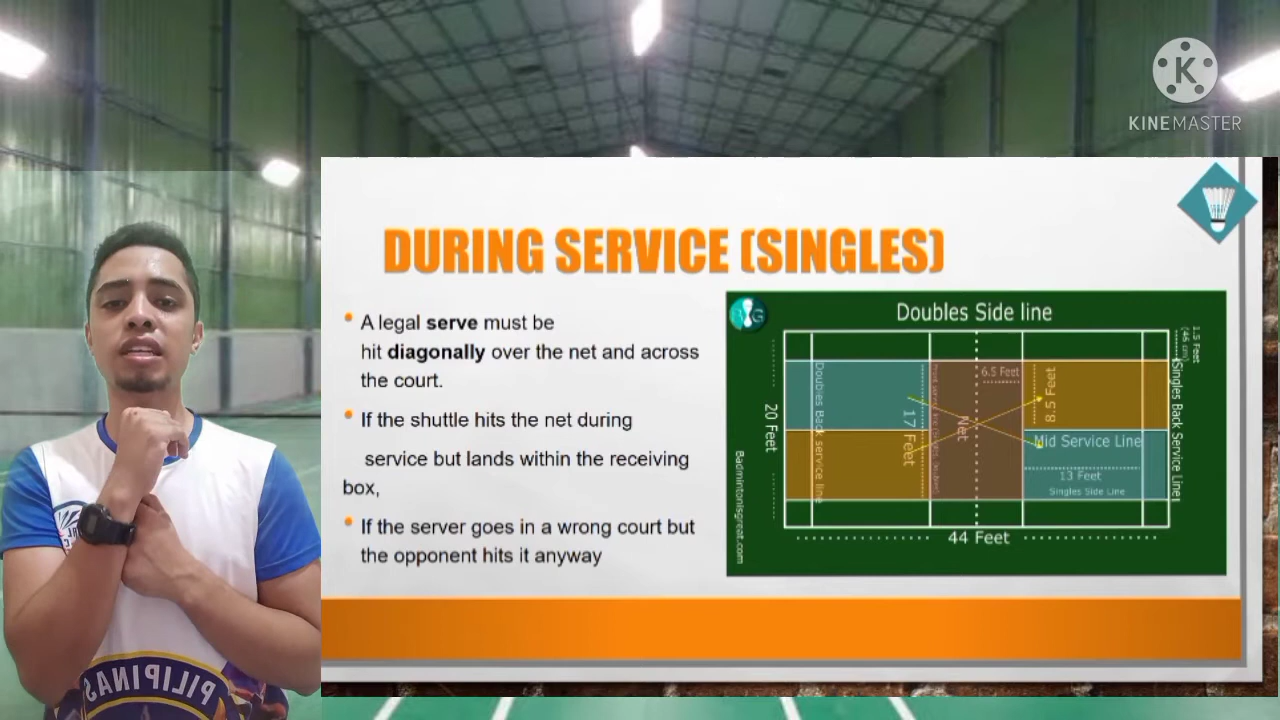 K
KINEMASTER
DURING SERVICE (SINGLES)
A legal serve must be
hit diagonally over the net and across
the court.
If the shuttle hits the net during
service but lands within the receiving
box,
If the server goes in a wrong court but
the opponent hits it anyway
Doubles Side line
1.5 Feet
(46 cm)
6.5 Feet
8.5 Feet
Doubles Back service line
17 Feet
Net
20 Feet
Mid Service Line
13 Feet
Singles Side Line
Singles Back Service Line
44 Feet
Badmintonisgreat.com
PILIPINAS